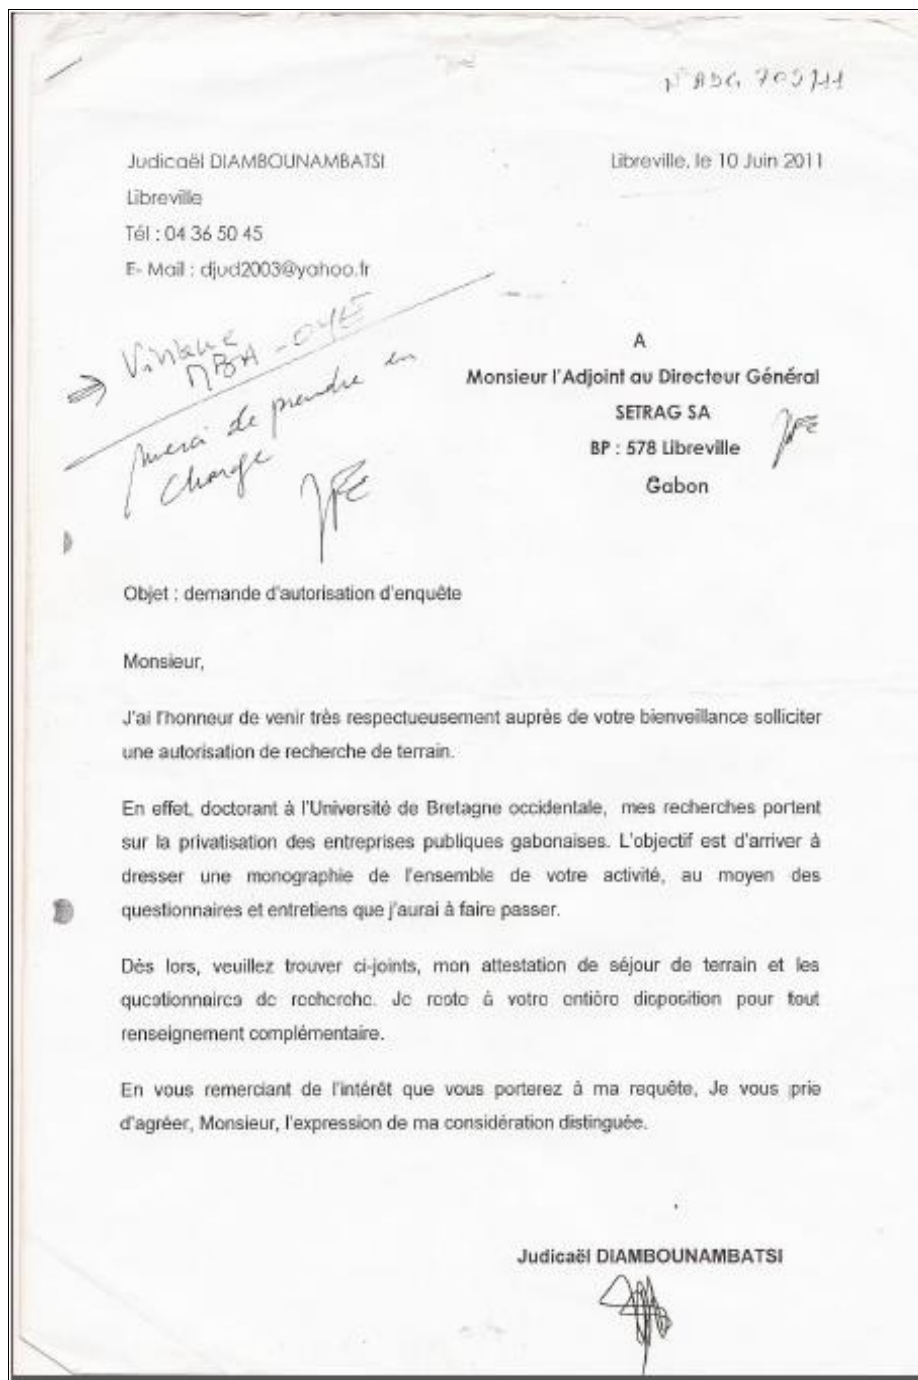 N° ADG 709/11
Judicaël DIAMBOUNAMBATSI
Libreville, le 10 Juin 2011
Libreville
Tél : 04 36 50 45
E- Mail : djud2003@yahoo.fr
MBA - OYE
merci de prendre en
charge
A
Monsieur l'Adjoint au Directeur Général
SETRAG SA
BP : 578 Libreville
Gabon
Objet : demande d'autorisation d'enquête
Monsieur,
J'ai l'honneur de venir très respectueusement auprès de votre bienveillance solliciter
une autorisation de recherche de terrain.
En effet, doctorant à l'Université de Bretagne occidentale, mes recherches portent
sur la privatisation des entreprises publiques gabonaises. L'objectif est d'arriver à
dresser une monographie de l'ensemble de votre activité, au moyen des
questionnaires et entretiens que j'aurai à faire passer.
Dès lors, veuillez trouver ci-joints, mon attestation de séjour de terrain et les
questionnaires de recherche. Je reste à votre entière disposition pour tout
renseignement complémentaire.
En vous remerciant de l'intérêt que vous porterez à ma requête, Je vous prie
d'agréer, Monsieur, l'expression de ma considération distinguée.
Judicaël DIAMBOUNAMBATSI